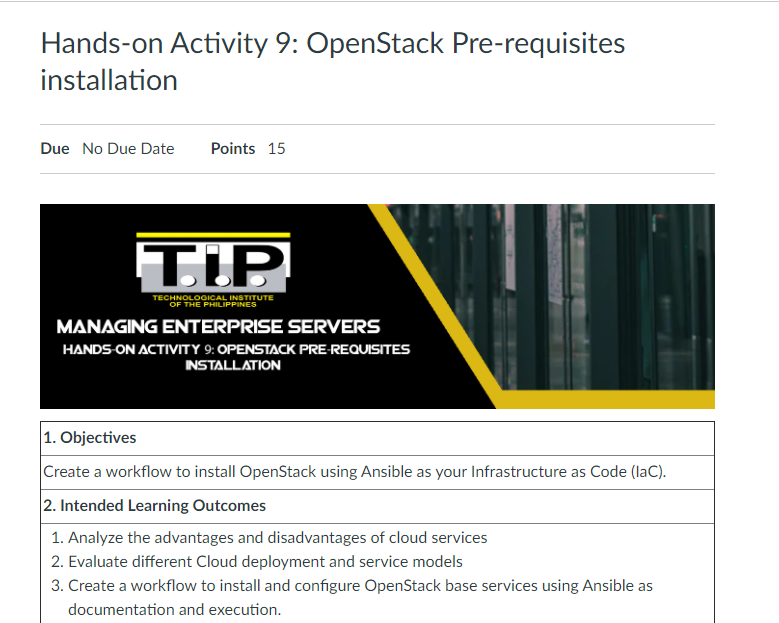 Hands-on Activity 9: OpenStack Pre-requisites
installation
Due No Due Date Points 15
T.I.P.
TECHNOLOGICAL INSTITUTE
OF THE PHILIPPINES
MANAGING ENTERPRISE SERVERS
HANDS-ON ACTIVITY 9: OPENSTACK PRE-REQUISITES
INSTALLATION
1. Objectives
Create a workflow to install OpenStack using Ansible as your Infrastructure as Code (IaC).
2. Intended Learning Outcomes
1. Analyze the advantages and disadvantages of cloud services
2. Evaluate different Cloud deployment and service models
3. Create a workflow to install and configure OpenStack base services using Ansible as
documentation and execution.